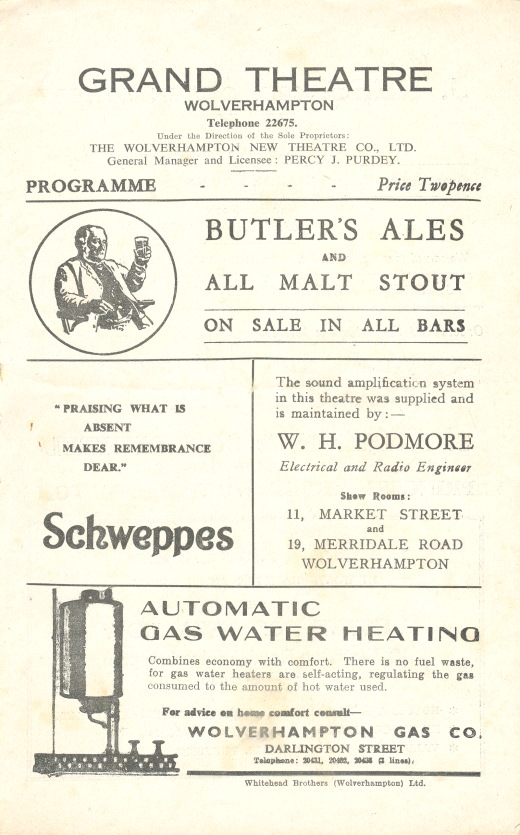 GRAND THEATRE
WOLVERHAMPTON
Telephone 22675.
Under the Direction of the Sole Proprietors:
THE WOLVERHAMPTON NEW THEATRE CO., LTD.
General Manager and Licensee: PERCY J. PURDEY.
PROGRAMME - - - - Price Twopence
BUTLER'S ALES
AND
ALL MALT STOUT
ON SALE IN ALL BARS
"PRAISING WHAT IS
ABSENT
MAKES REMEMBRANCE
DEAR."
Schweppes
The sound amplification system
in this theatre was supplied and
is maintained by:—
W. H. PODMORE
Electrical and Radio Engineer
Show Rooms:
11, MARKET STREET
and
19, MERRIDALE ROAD
WOLVERHAMPTON
AUTOMATIC
GAS WATER HEATING
Combines economy with comfort. There is no fuel waste,
for gas water heaters are self-acting, regulating the gas
consumed to the amount of hot water used.
For advice on home comfort consult—
WOLVERHAMPTON GAS CO.
DARLINGTON STREET
Telephone: (3 lines).
Whitehead Brothers (Wolverhampton) Ltd.